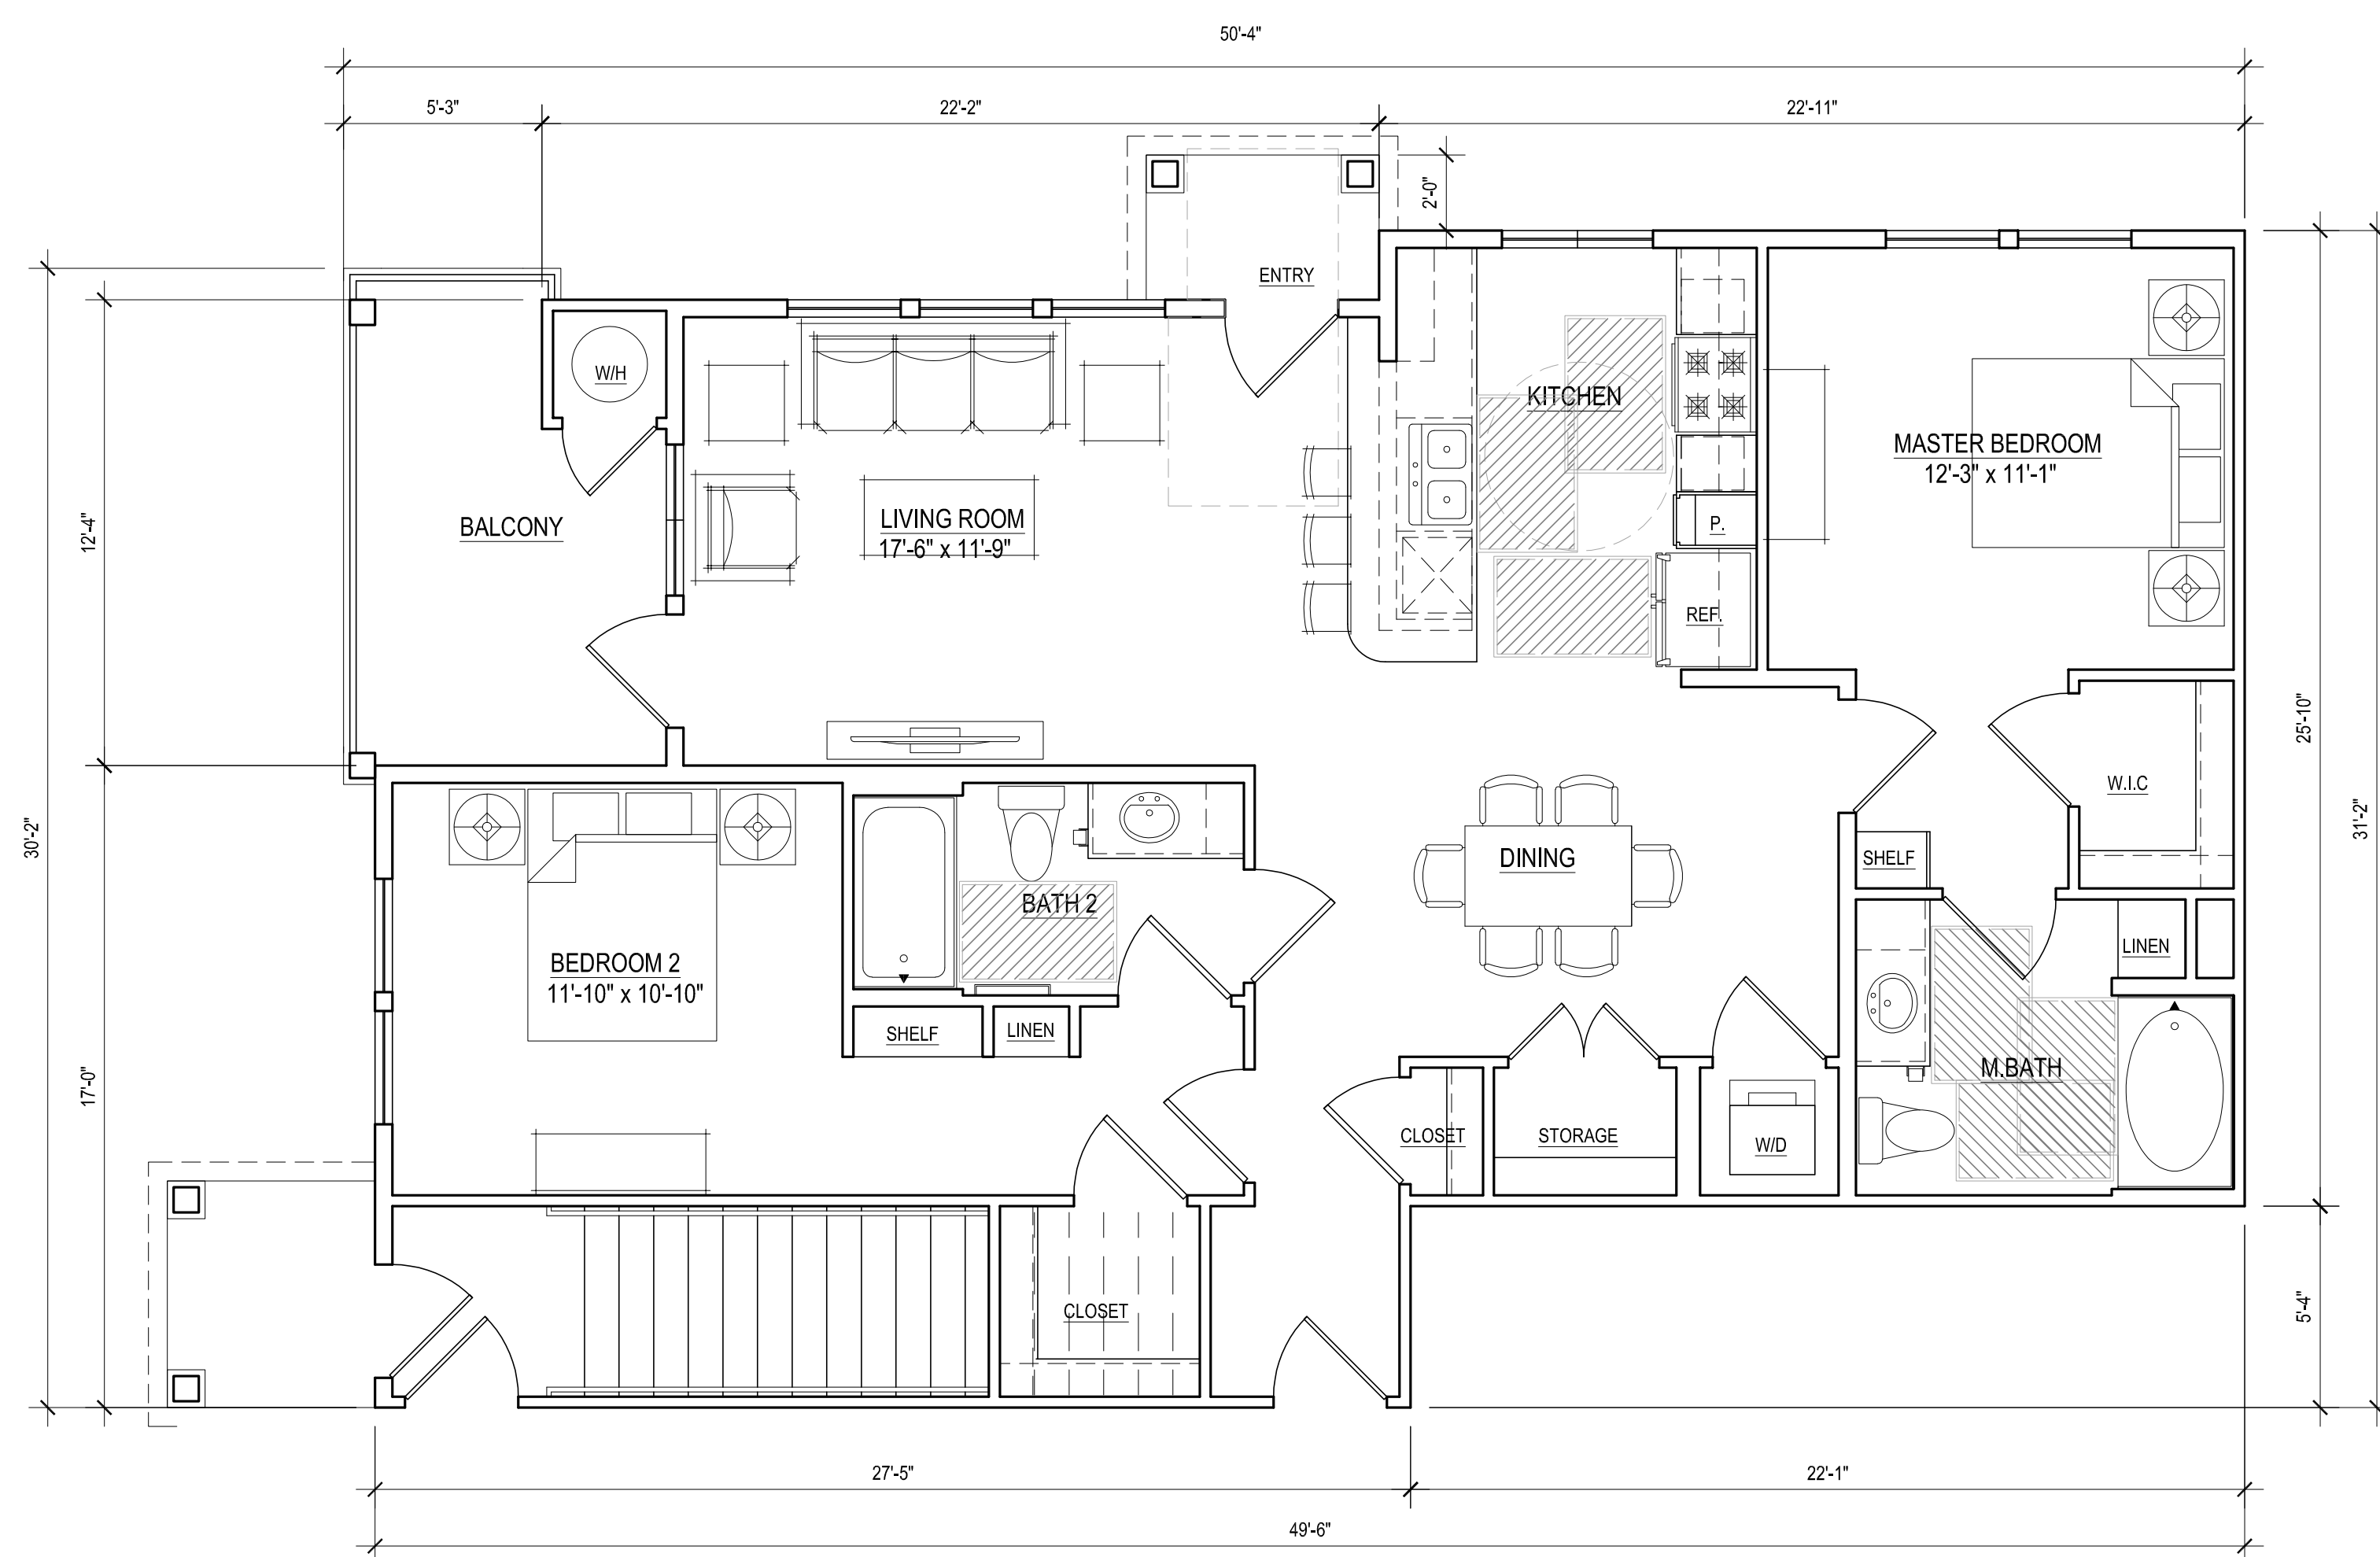 50'-4"
5'-3"
22'-2"
22'-11"
2'-0"
ENTRY
W/H
KITCHEN
MASTER BEDROOM
12'-3" x 11'-1"
BALCONY
LIVING ROOM
17'-6" x 11'-9"
12'-4"
P.
REF.
25'-10"
W.I.C
30'-2"
31'-2"
DINING
SHELF
BATH 2
LINEN
BEDROOM 2
11'-10" x 10'-10"
SHELF
LINEN
M.BATH
17'-0"
CLOSET
STORAGE
W/D
CLOSET
5'-4"
27'-5"
22'-1"
49'-6"